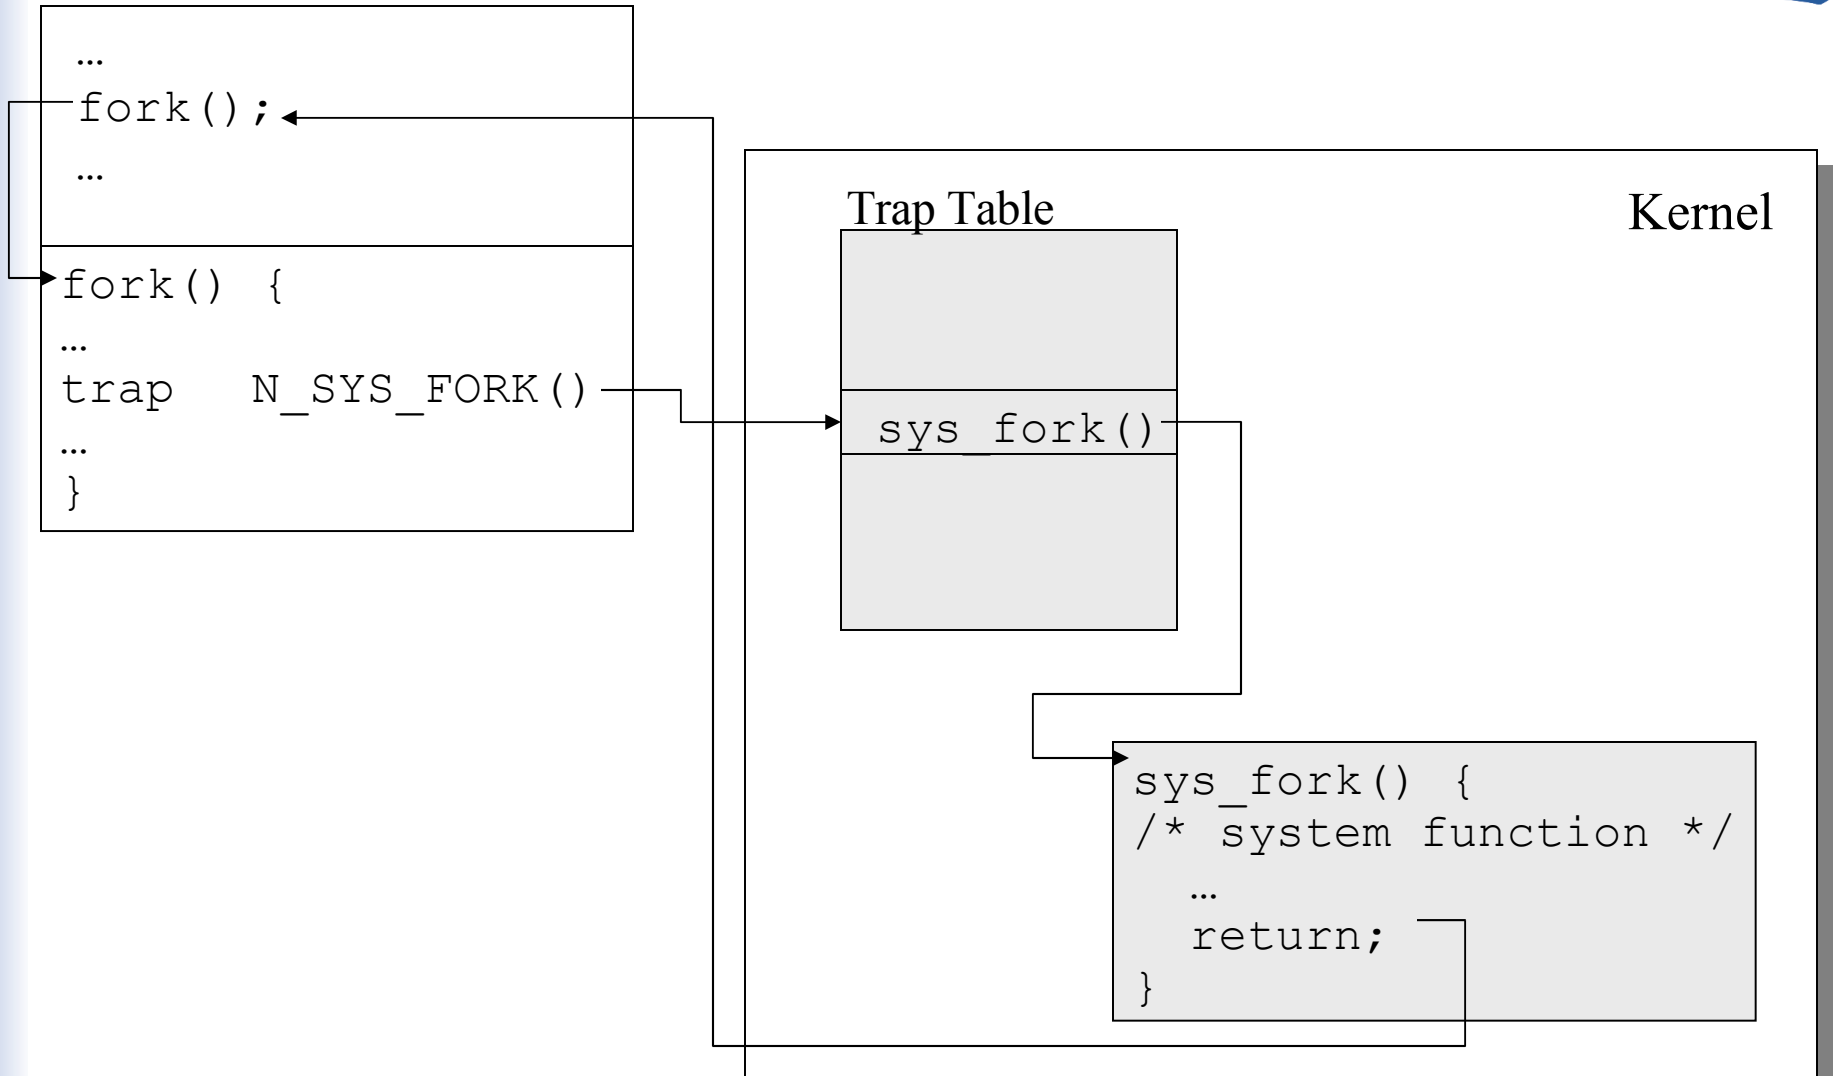 …
fork();
…
fork() {
…
trap N_SYS_FORK()
…
}
Trap Table
Kernel
sys_fork()
sys_fork() {
/* system function */
…
return;
}